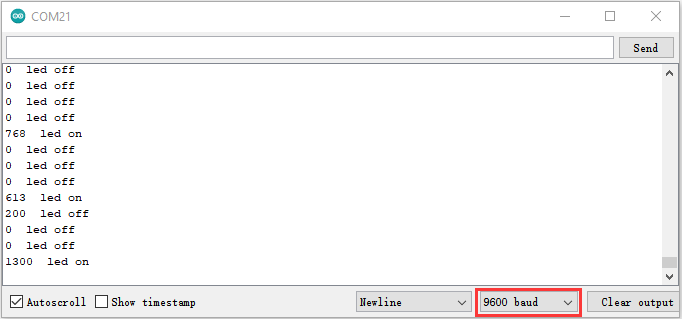 COM21
Send
0  led off
0  led off
0  led off
0  led off
768  led on
0  led off
0  led off
0  led off
613  led on
200  led off
0  led off
0  led off
1300  led on
Autoscroll Show timestamp Newline 9600 baud Clear output